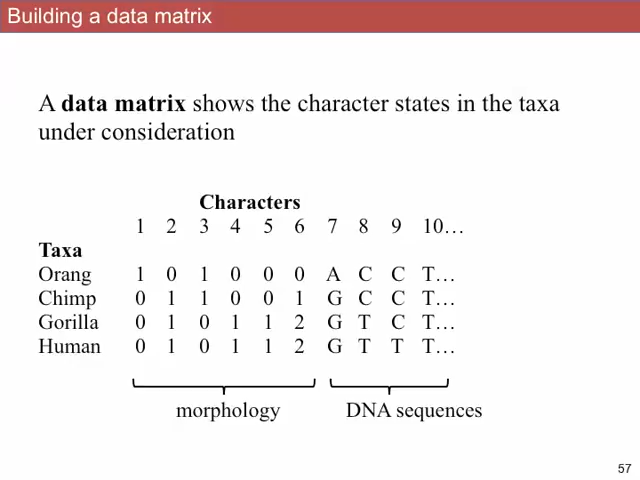 Building a data matrix
A data matrix shows the character states in the taxa
under consideration
Characters
1 2 3 4 5 6 7 8 9 10…
Taxa
Orang 1 0 1 0 0 0 A C C T…
Chimp 0 1 1 0 0 1 G C C T…
Gorilla 0 1 0 1 1 2 G T C T…
Human 0 1 0 1 1 2 G T T T…
morphology DNA sequences
57